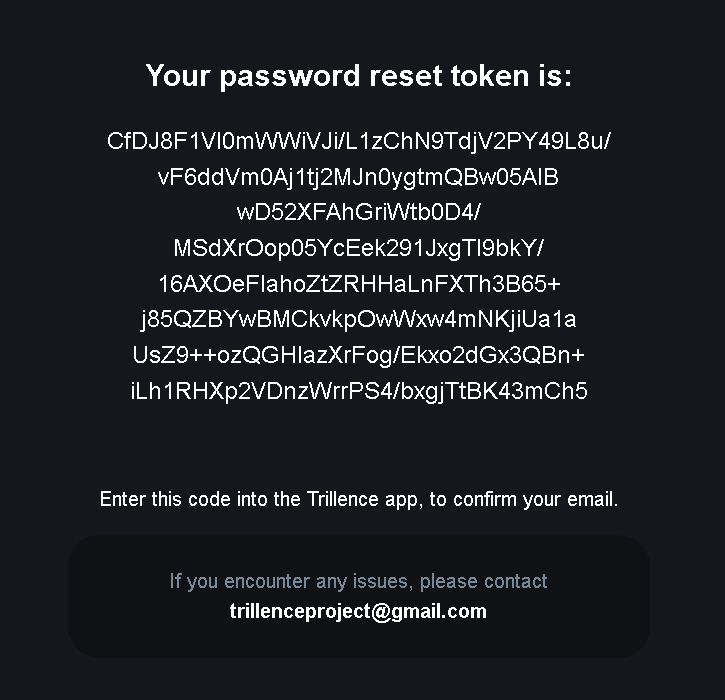 Your password reset token is:
CfDJ8F1Vl0mWWiVJi/L1zChN9TdjV2PY49L8u/
vF6ddVm0Aj1tj2MJn0ygtmQBw05AlB
wD52XFAhGriWtb0D4/
MSdXrOop05YcEek291JxgTl9bkY/
16AXOeFlahoZtZRHHaLnFXTh3B65+
j85QZBYwBMCkvkpOwWxw4mNKjiUa1a
UsZ9++ozQGHlazXrFog/Ekxo2dGx3QBn+
iLh1RHXp2VDnzWrrPS4/bxgjTtBK43mCh5
Enter this code into the Trillence app, to confirm your email.
If you encounter any issues, please contact
trillenceproject@gmail.com